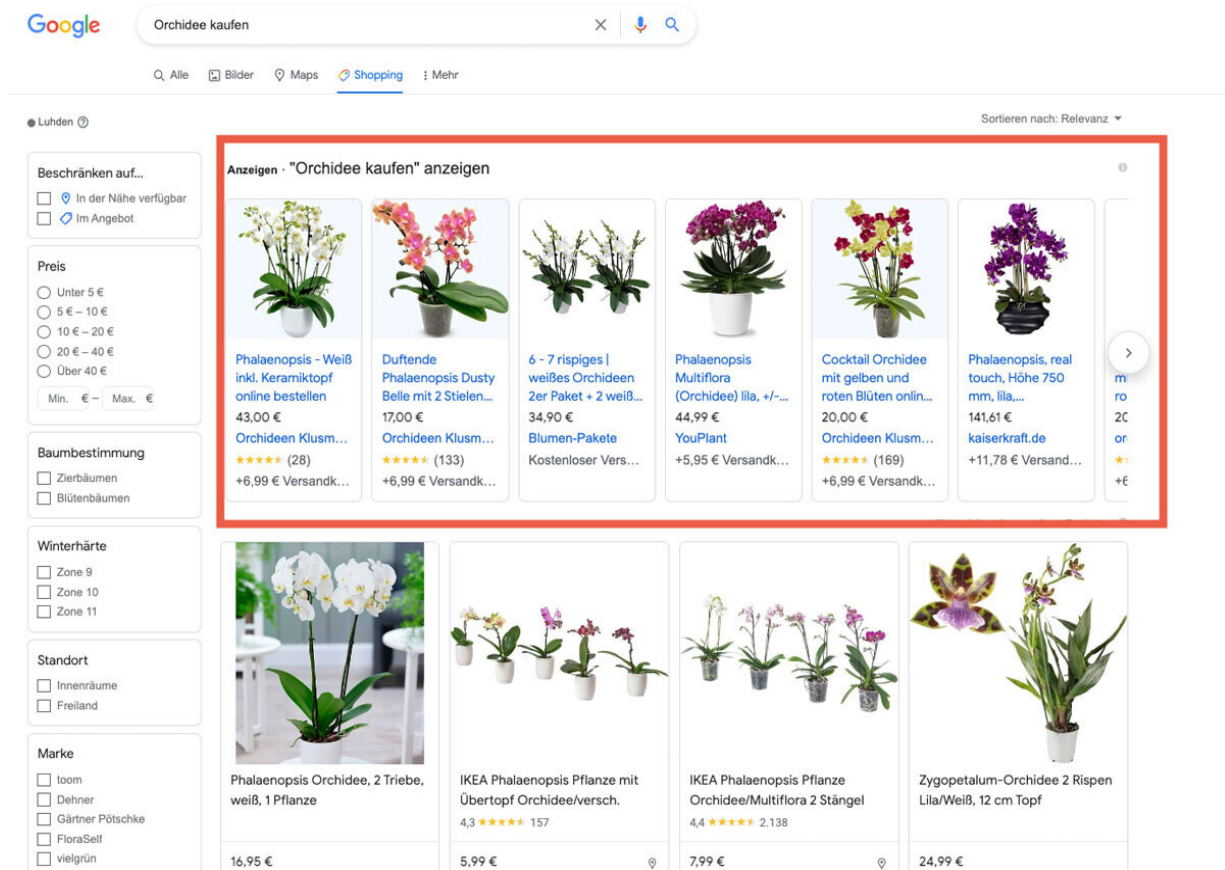 Google
Orchidee kaufen
Alle Bilder Maps Shopping Mehr
Luhden
Sortieren nach: Relevanz
Beschränken auf...
In der Nähe verfügbar
Im Angebot
Preis
Unter 5 €
5 € – 10 €
10 € – 20 €
20 € – 40 €
Über 40 €
Min. € – Max. €
Baumbestimmung
Zierbäumen
Blütenbäumen
Winterhärte
Zone 9
Zone 10
Zone 11
Standort
Innenräume
Freiland
Marke
toom
Dehner
Gärtner Pötschke
FloraSelf
vielgrün
Anzeigen · "Orchidee kaufen" anzeigen
Phalaenopsis - Weiß
inkl. Keramiktopf
online bestellen
43,00 €
Orchideen Klusm...
(28)
+6,99 € Versandk...
Duftende
Phalaenopsis Dusty
Belle mit 2 Stielen...
17,00 €
Orchideen Klusm...
(133)
+6,99 € Versandk...
6 - 7 rispiges |
weißes Orchideen
2er Paket + 2 weiß...
34,90 €
Blumen-Pakete
Kostenloser Vers...
Phalaenopsis
Multiflora
(Orchidee) lila, +/-...
44,99 €
YouPlant
+5,95 € Versandk...
Cocktail Orchidee
mit gelben und
roten Blüten onlin...
20,00 €
Orchideen Klusm...
(169)
+6,99 € Versandk...
Phalaenopsis, real
touch, Höhe 750
mm, lila,...
141,61 €
kaiserkraft.de
+11,78 € Versand...
Phalaenopsis Orchidee, 2 Triebe,
weiß, 1 Pflanze
16,95 €
IKEA Phalaenopsis Pflanze mit
Übertopf Orchidee/versch.
4,3 157
5,99 €
IKEA Phalaenopsis Pflanze
Orchidee/Multiflora 2 Stängel
4,4 2.138
7,99 €
Zygopetalum-Orchidee 2 Rispen
Lila/Weiß, 12 cm Topf
24,99 €